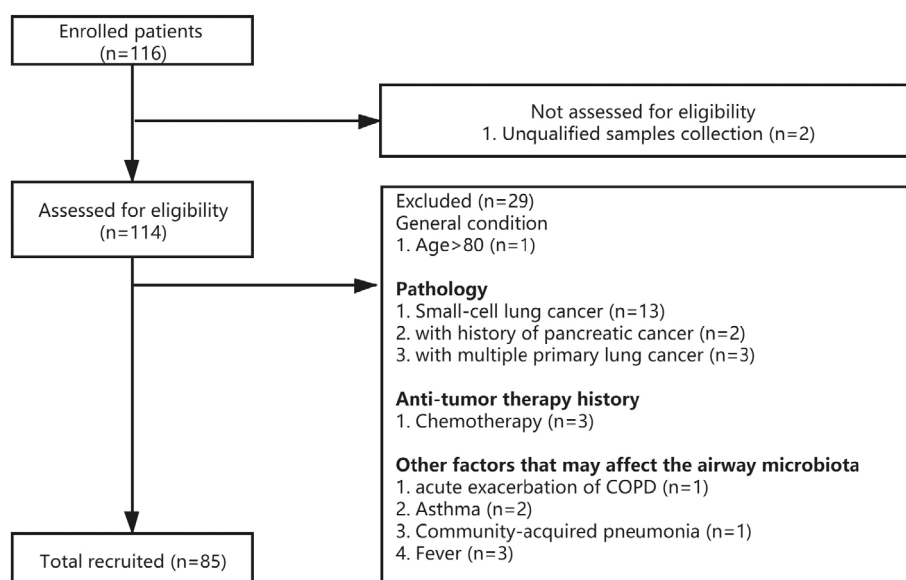 Enrolled patients
(n=116)
Not assessed for eligibility
1. Unqualified samples collection (n=2)
Assessed for eligibility
(n=114)
Excluded (n=29)
General condition
1. Age>80 (n=1)
Pathology
1. Small-cell lung cancer (n=13)
2. with history of pancreatic cancer (n=2)
3. with multiple primary lung cancer (n=3)
Anti-tumor therapy history
1. Chemotherapy (n=3)
Other factors that may affect the airway microbiota
1. acute exacerbation of COPD (n=1)
2. Asthma (n=2)
3. Community-acquired pneumonia (n=1)
4. Fever (n=3)
Total recruited (n=85)